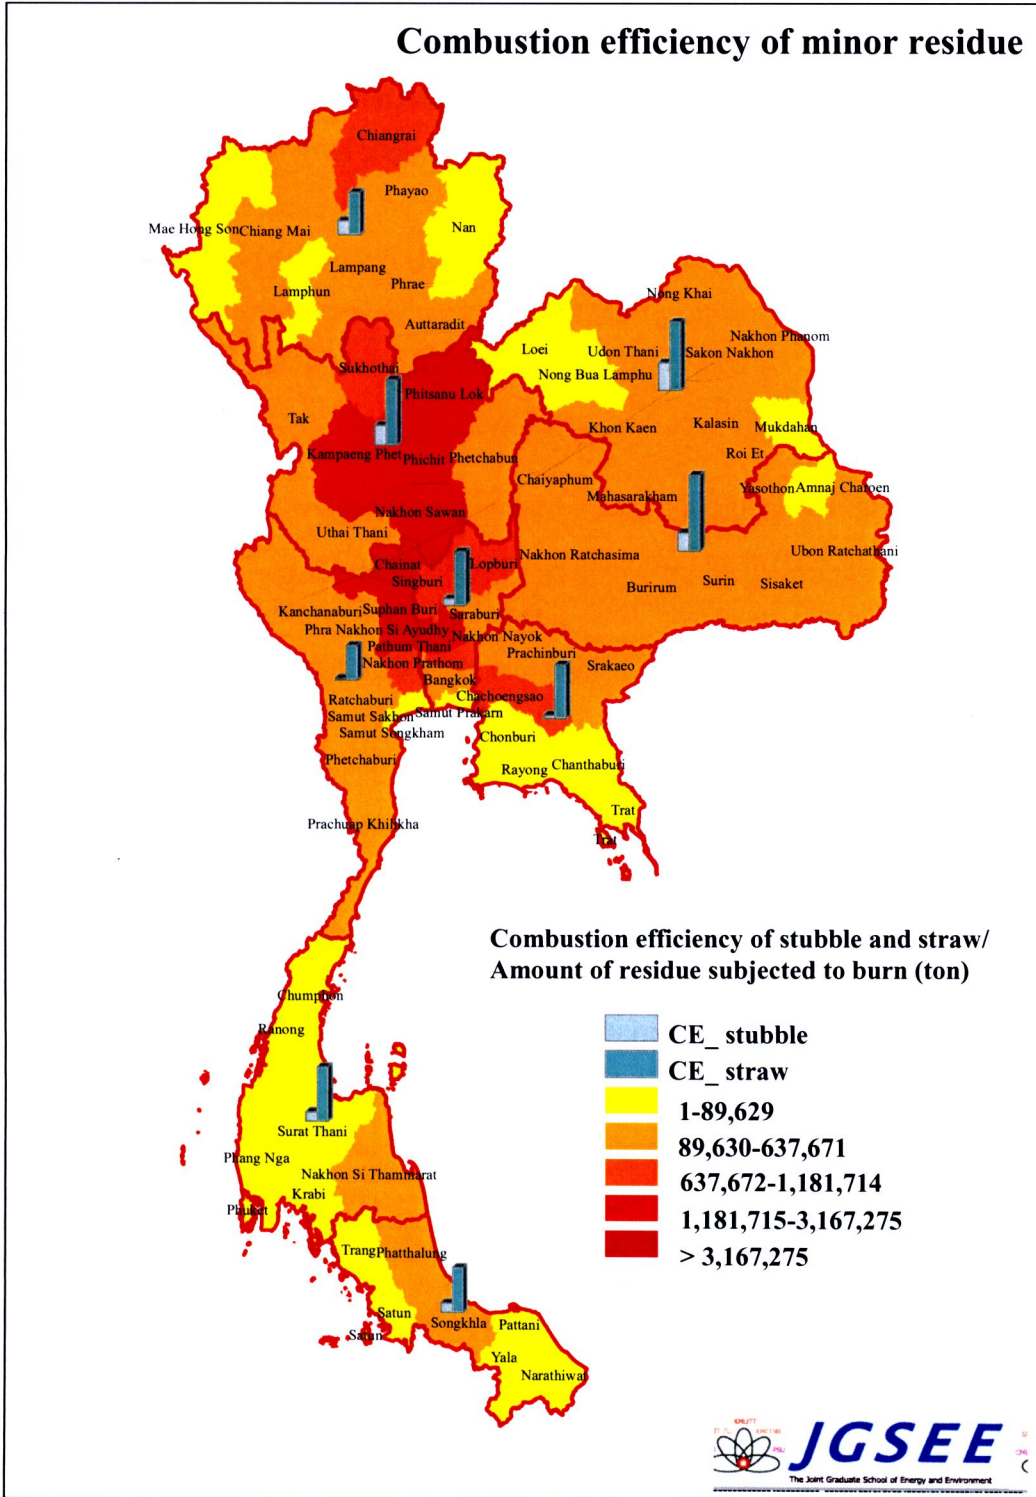 Combustion efficiency of minor residue
Chiangrai
Phayao
Nan
Mae Hong Son
Chiang Mai
Lampang
Lamphun
Phrae
Auttaradit
Nong Khai
Nakhon Phanom
Loei
Udon Thani
Sakon Nakhon
Nong Bua Lamphu
Sukhothai
Phitsanu Lok
Tak
Khon Kaen
Kalasin
Mukdahan
Kampaeng Phet
Phichit
Phetchabun
Roi Et
Chaiyaphum
Mahasarakham
Yasothon
Amnaj Charoen
Nakhon Sawan
Uthai Thani
Nakhon Ratchasima
Ubon Ratchathani
Chainat
Lopburi
Singburi
Burirum
Surin
Sisaket
Kanchanaburi
Suphan Buri
Saraburi
Phra Nakhon Si Ayudhy
Nakhon Nayok
Pathum Thani
Prachinburi
Nakhon Prathom
Srakaeo
Bangkok
Ratchaburi
Chachoengsao
Samut Sakhon
Samut Prakarn
Samut Songkham
Chonburi
Phetchaburi
Rayong
Chanthaburi
Trat
Prachuap Khilikha
Trat
Combustion efficiency of stubble and straw/
Amount of residue subjected to burn (ton)
CE_ stubble
CE_ straw
1-89,629
89,630-637,671
637,672-1,181,714
1,181,715-3,167,275
> 3,167,275
Chumphon
Ranong
Surat Thani
Phang Nga
Nakhon Si Thammarat
Krabi
Phuket
Trang
Phatthalung
Satun
Songkhla
Pattani
Satun
Yala
Narathiwat
KMUTT
PSU
JGSEE
The Joint Graduate School of Energy and Environment